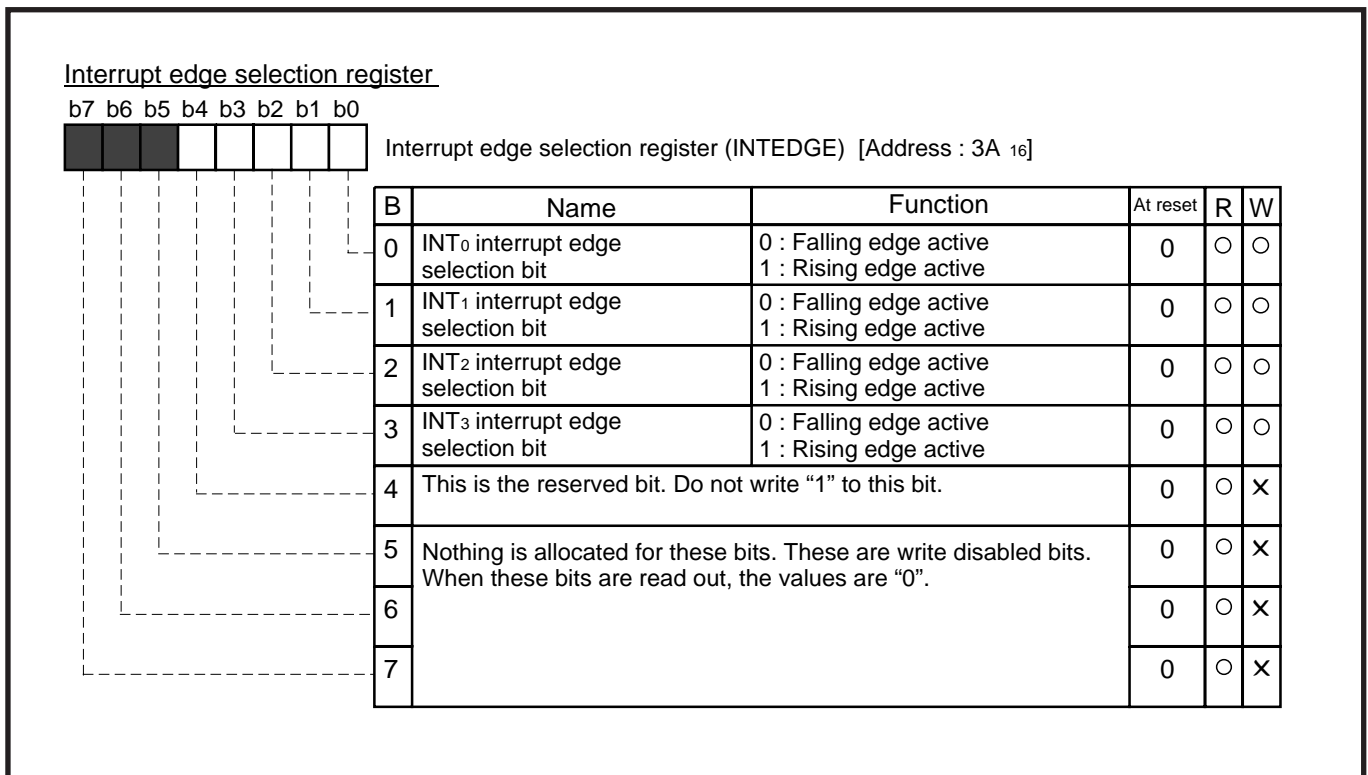 Interrupt edge selection register
b7 b6 b5 b4 b3 b2 b1 b0
Interrupt edge selection register (INTEDGE) [Address : 3A 16]
B Name Function At reset R W
0 INT0 interrupt edge selection bit 0 : Falling edge active 0 ○ ○
1 : Rising edge active
1 INT1 interrupt edge selection bit 0 : Falling edge active 0 ○ ○
1 : Rising edge active
2 INT2 interrupt edge selection bit 0 : Falling edge active 0 ○ ○
1 : Rising edge active
3 INT3 interrupt edge selection bit 0 : Falling edge active 0 ○ ○
1 : Rising edge active
4 This is the reserved bit. Do not write “1” to this bit. 0 ○ ×
5 Nothing is allocated for these bits. These are write disabled bits. 0 ○ ×
When these bits are read out, the values are “0”.
6 0 ○ ×
7 0 ○ ×